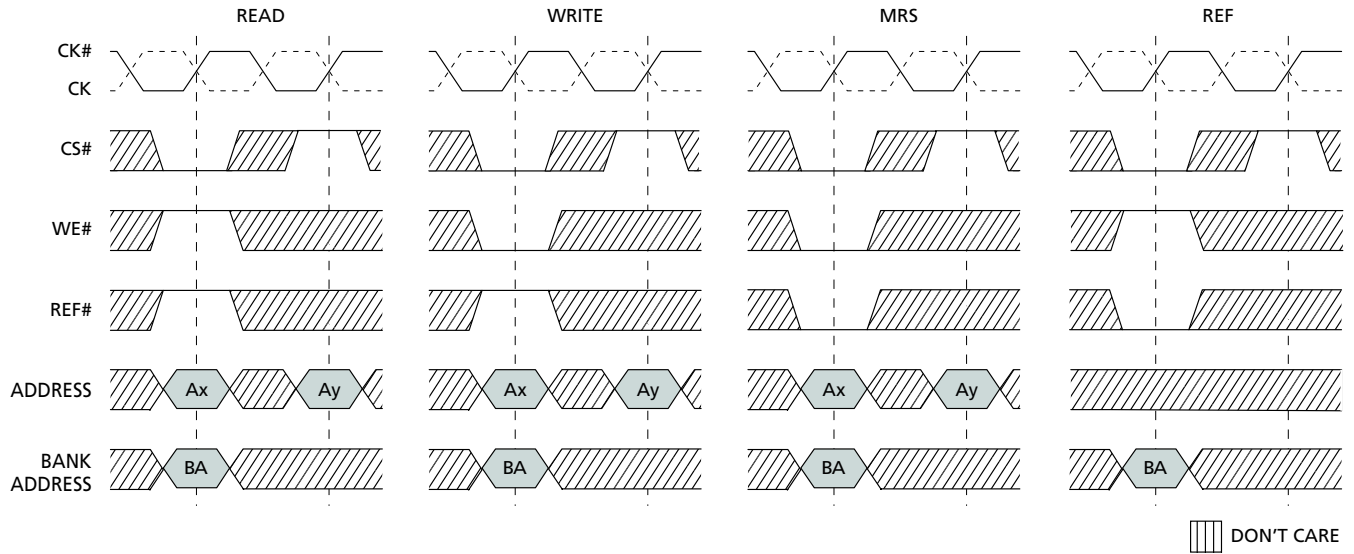 READ WRITE MRS REF
CK#
CK
CS#
WE#
REF#
ADDRESS Ax Ay Ax Ay Ax Ay
BANK
ADDRESS BA BA BA BA
DON'T CARE